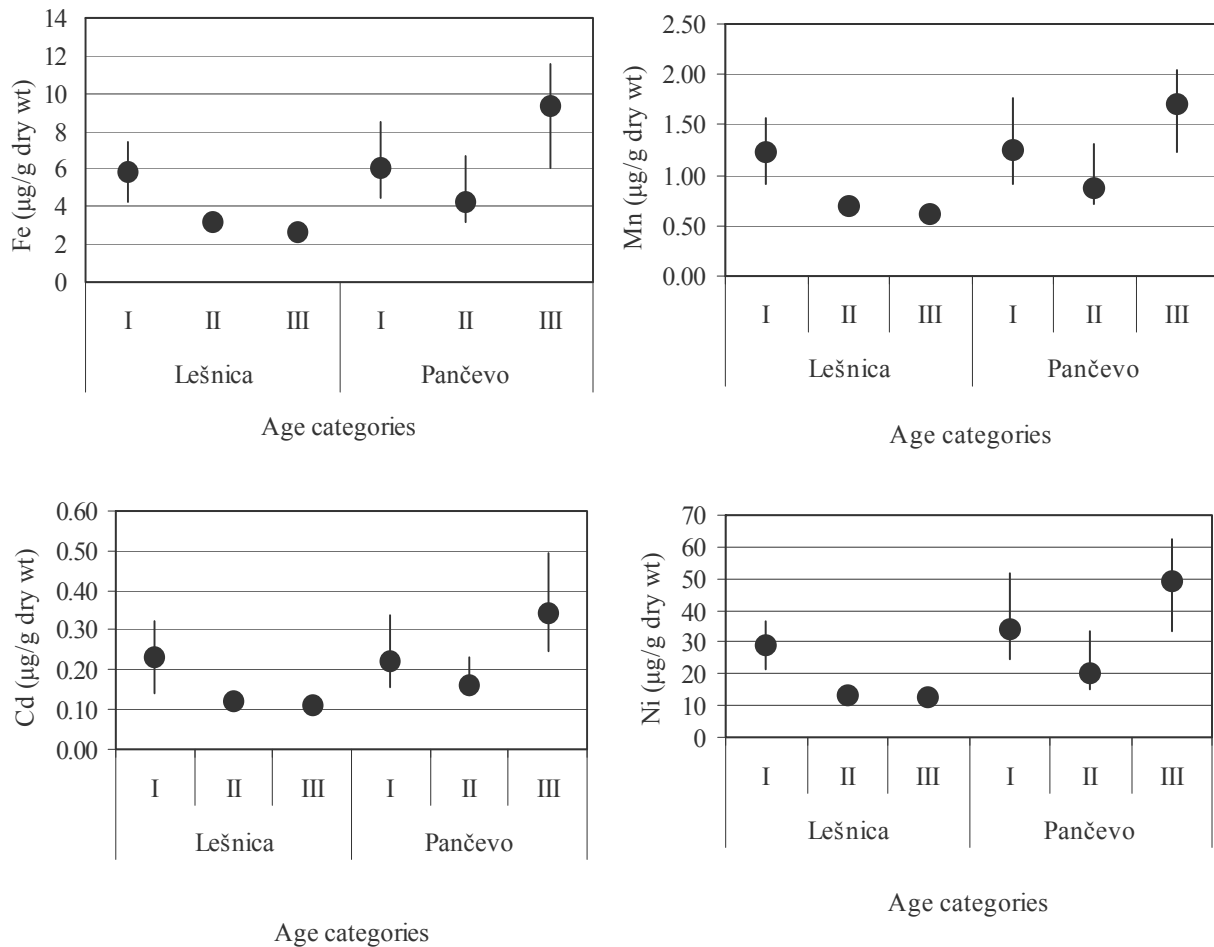 Fe (µg/g dry wt)
14
12
10
8
6
4
2
0
I II III I II III
Lešnica Pančevo
Age categories
Mn (µg/g dry wt)
2.50
2.00
1.50
1.00
0.50
0.00
I II III I II III
Lešnica Pančevo
Age categories
Cd (µg/g dry wt)
0.60
0.50
0.40
0.30
0.20
0.10
0.00
I II III I II III
Lešnica Pančevo
Age categories
Ni (µg/g dry wt)
70
60
50
40
30
20
10
0
I II III I II III
Lešnica Pančevo
Age categories